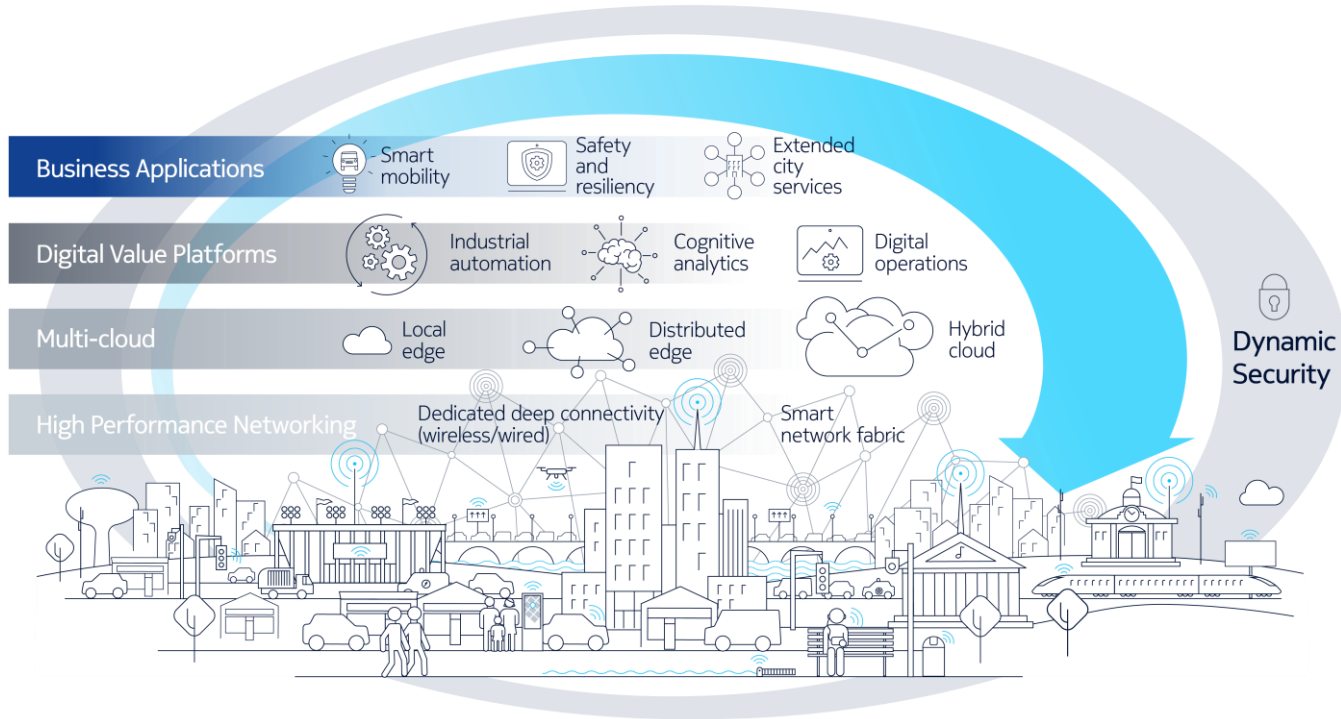 Business Applications
Smart
mobility
Safety
and
resiliency
Extended
city
services
Digital Value Platforms
Industrial
automation
Cognitive
analytics
Digital
operations
Multi-cloud
Local
edge
Distributed
edge
Hybrid
cloud
High Performance Networking
Dedicated deep connectivity
(wireless/wired)
Smart
network fabric
Dynamic
Security